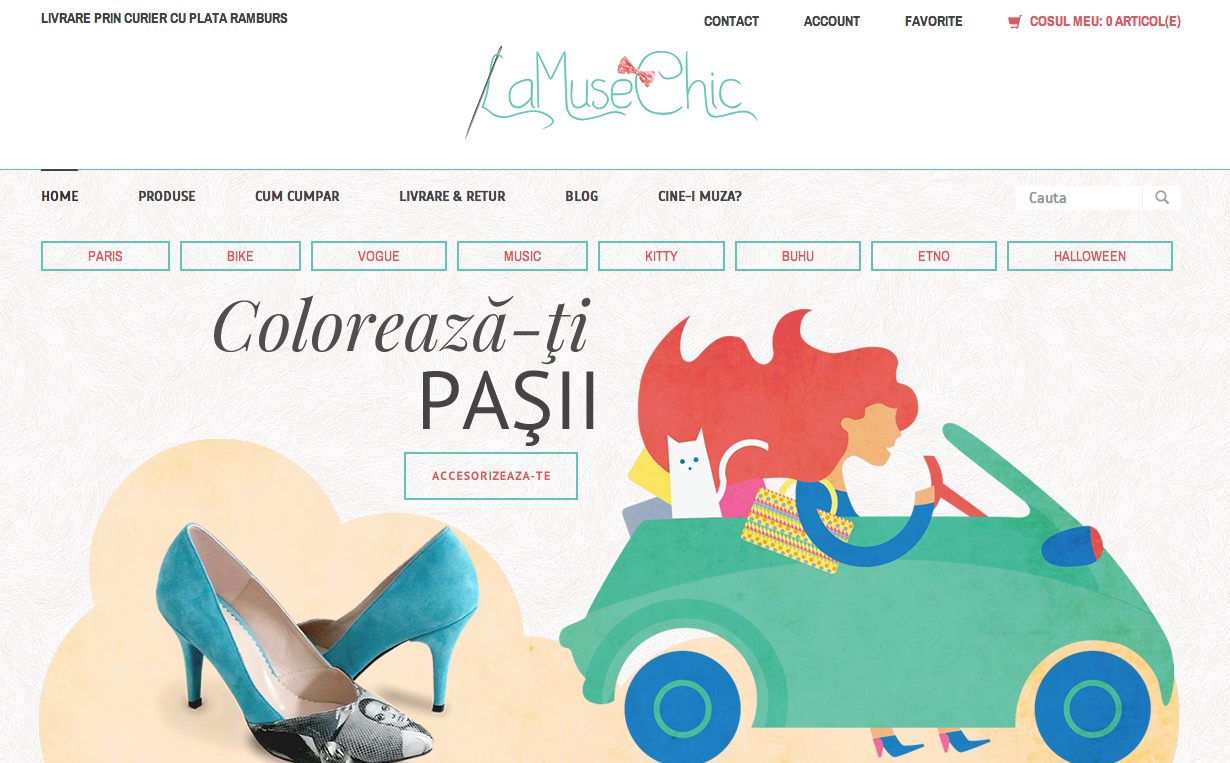 LIVRARE PRIN CURIER CU PLATA RAMBURS
CONTACT ACCOUNT FAVORITE COSUL MEU: 0 ARTICOL(E)
LaMuseChic
HOME PRODUSE CUM CUMPAR LIVRARE & RETUR BLOG CINE-I MUZA? Cauta
PARIS BIKE VOGUE MUSIC KITTY BUHU ETNO HALLOWEEN
Colorează-ţi
PAŞII
ACCESORIZEAZA-TE